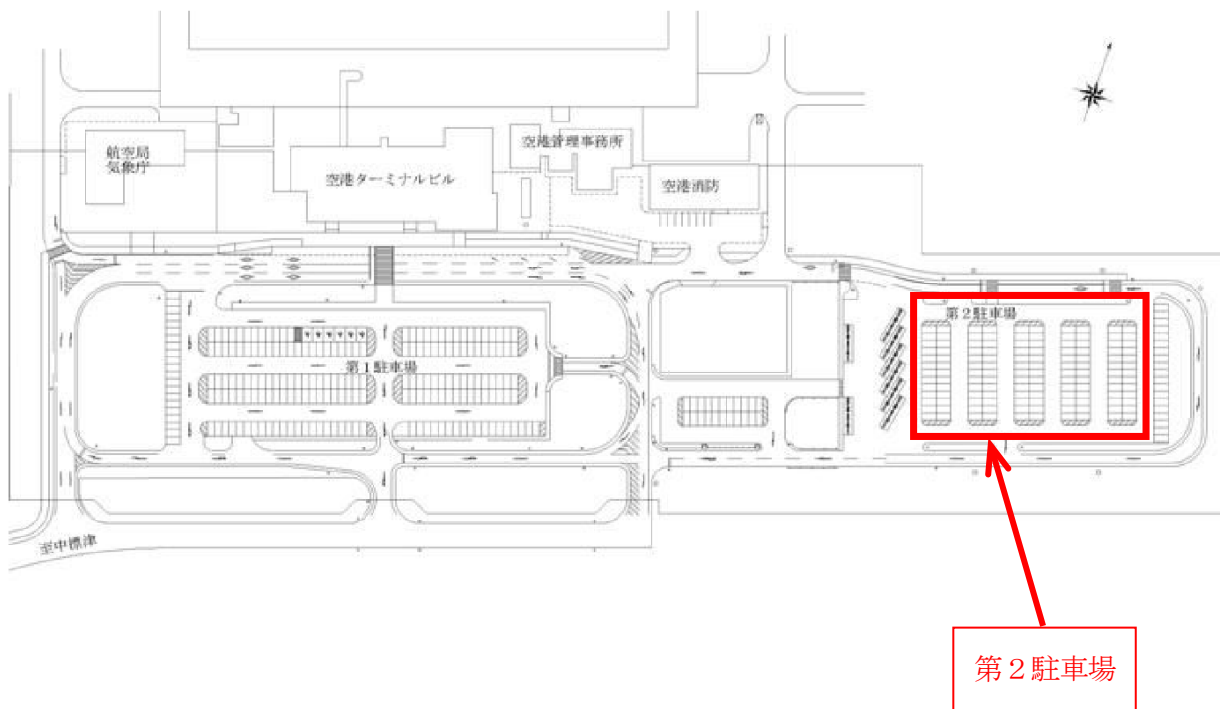 航空局
気象庁
空港ターミナルビル
空港管理事務所
空港消防
第1駐車場
第２駐車場
至中標津
第２駐車場